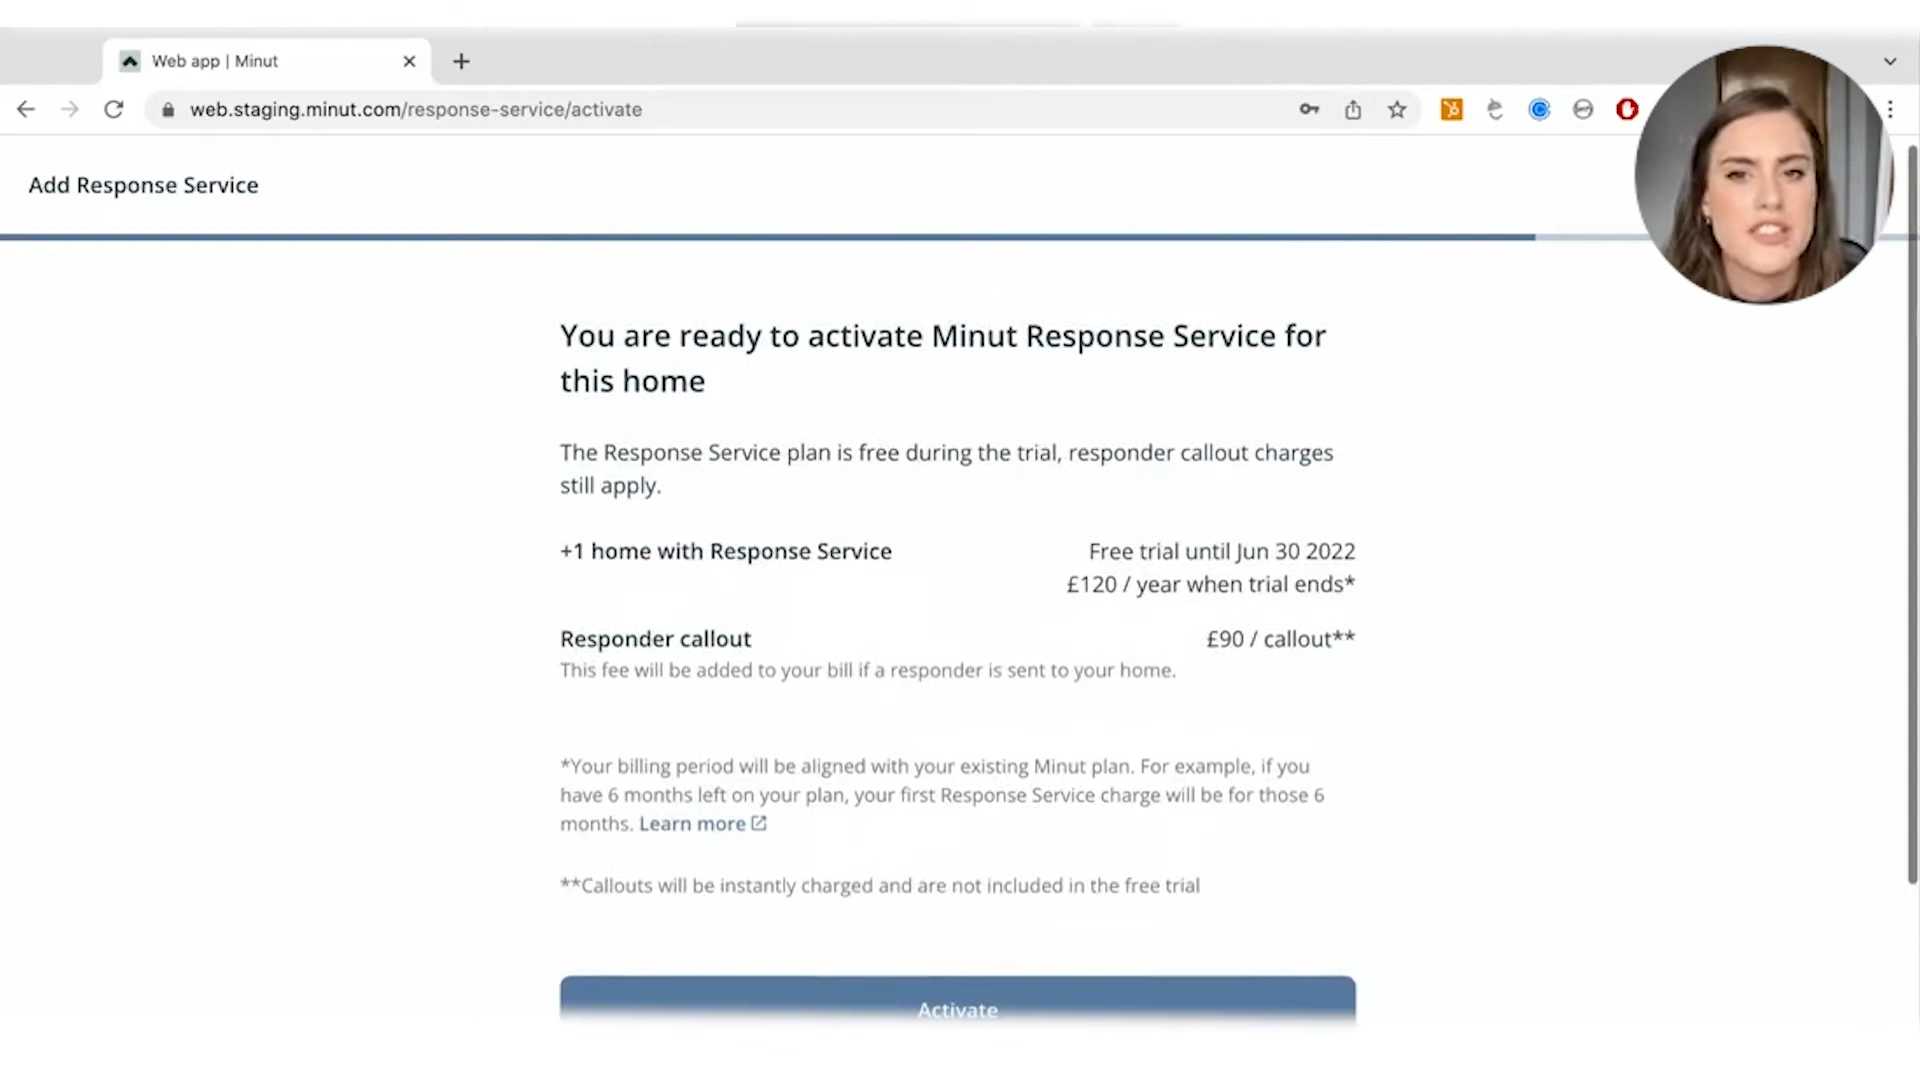 Web app | Minut
web.staging.minut.com/response-service/activate
Add Response Service
You are ready to activate Minut Response Service for
this home
The Response Service plan is free during the trial, responder callout charges
still apply.
+1 home with Response Service
Free trial until Jun 30 2022
£120 / year when trial ends*
Responder callout
£90 / callout**
This fee will be added to your bill if a responder is sent to your home.
*Your billing period will be aligned with your existing Minut plan. For example, if you
have 6 months left on your plan, your first Response Service charge will be for those 6
months. Learn more
**Callouts will be instantly charged and are not included in the free trial
Activate